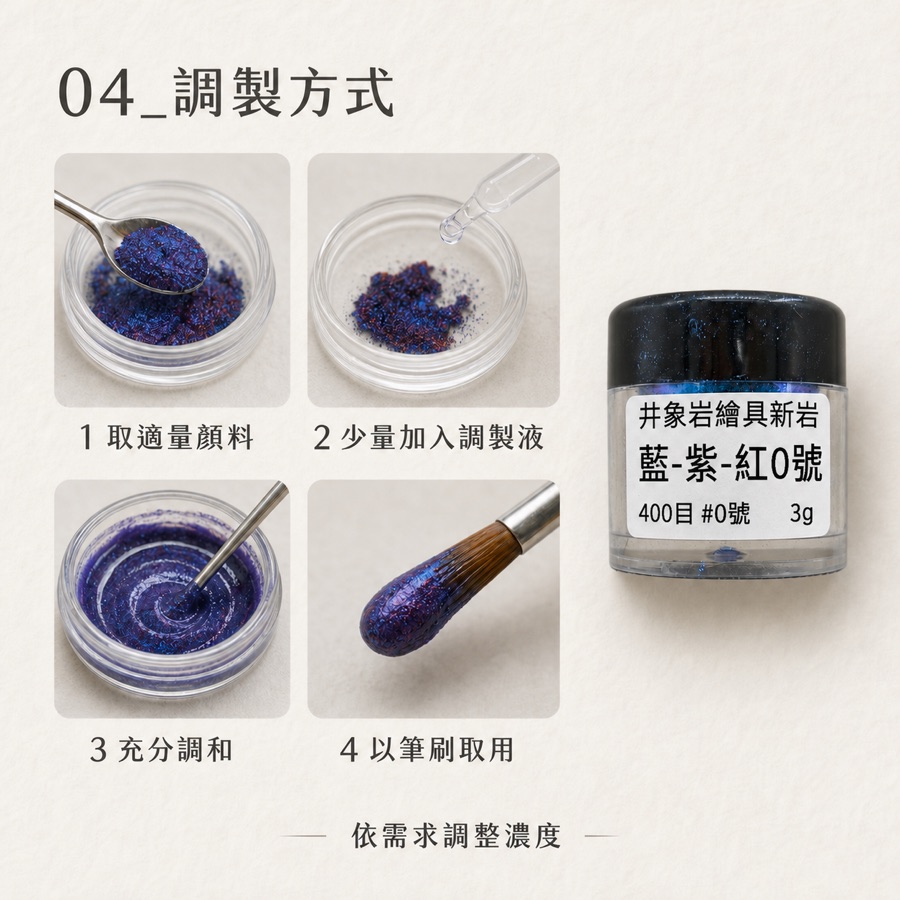 04_調製方式
1 取適量顏料
2 少量加入調製液
3 充分調和
4 以筆刷取用
井象岩繪具新岩
藍-紫-紅0號
400目 #0號 3g
依需求調整濃度